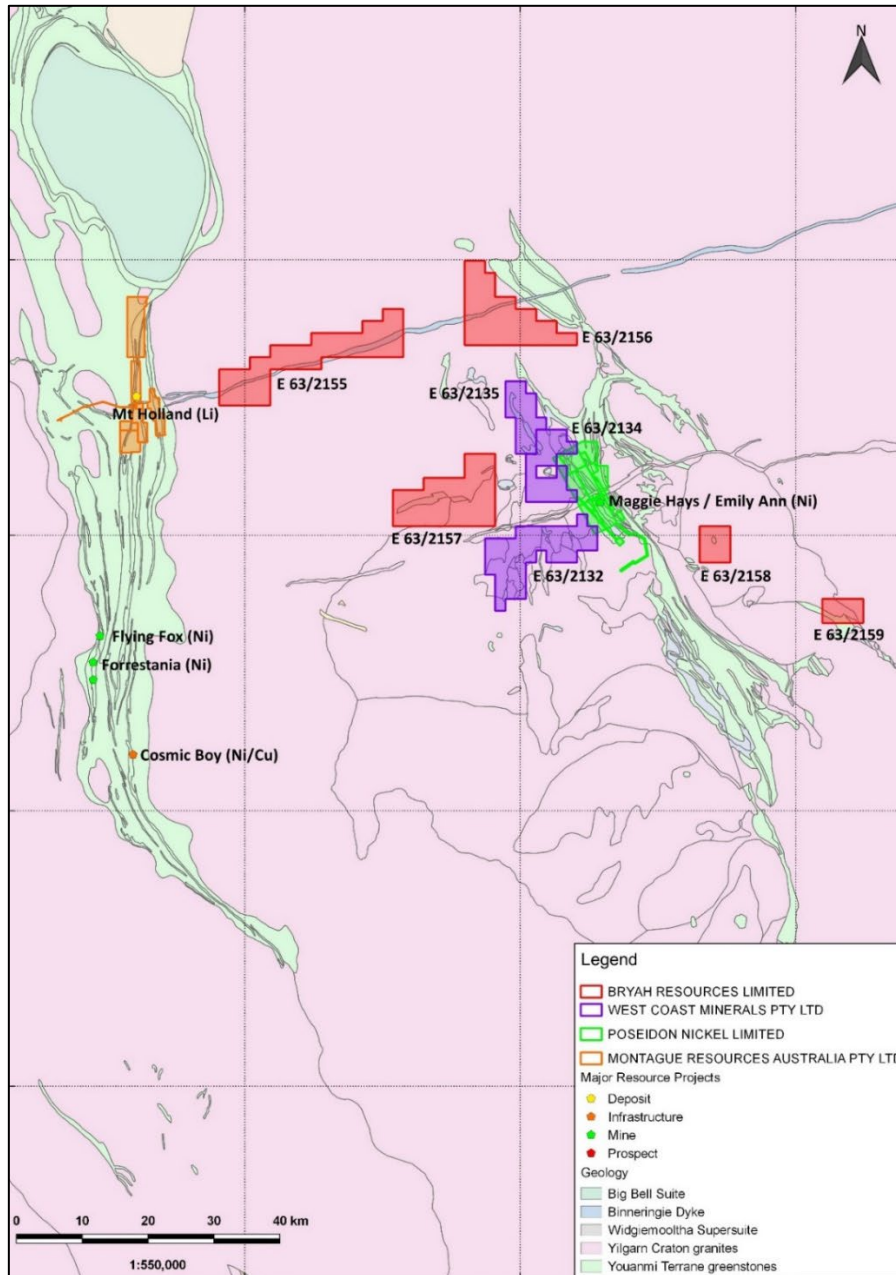 N
E 63/2156
E 63/2155
E 63/2135
Mt Holland (Li)
E 63/2134
Maggie Hays / Emily Ann (Ni)
E 63/2157
E 63/2132
E 63/2158
E 63/2159
Flying Fox (Ni)
Forrestania (Ni)
Cosmic Boy (Ni/Cu)
Legend
BRYAH RESOURCES LIMITED
WEST COAST MINERALS PTY LTD
POSEIDON NICKEL LIMITED
MONTAGUE RESOURCES AUSTRALIA PTY LTD
Major Resource Projects
Deposit
Infrastructure
Mine
Prospect
Geology
Big Bell Suite
Binneringie Dyke
Widgiemooltha Supersuite
Yilgarn Craton granites
Youanmi Terrane greenstones
0 10 20 30 40 km
1:550,000